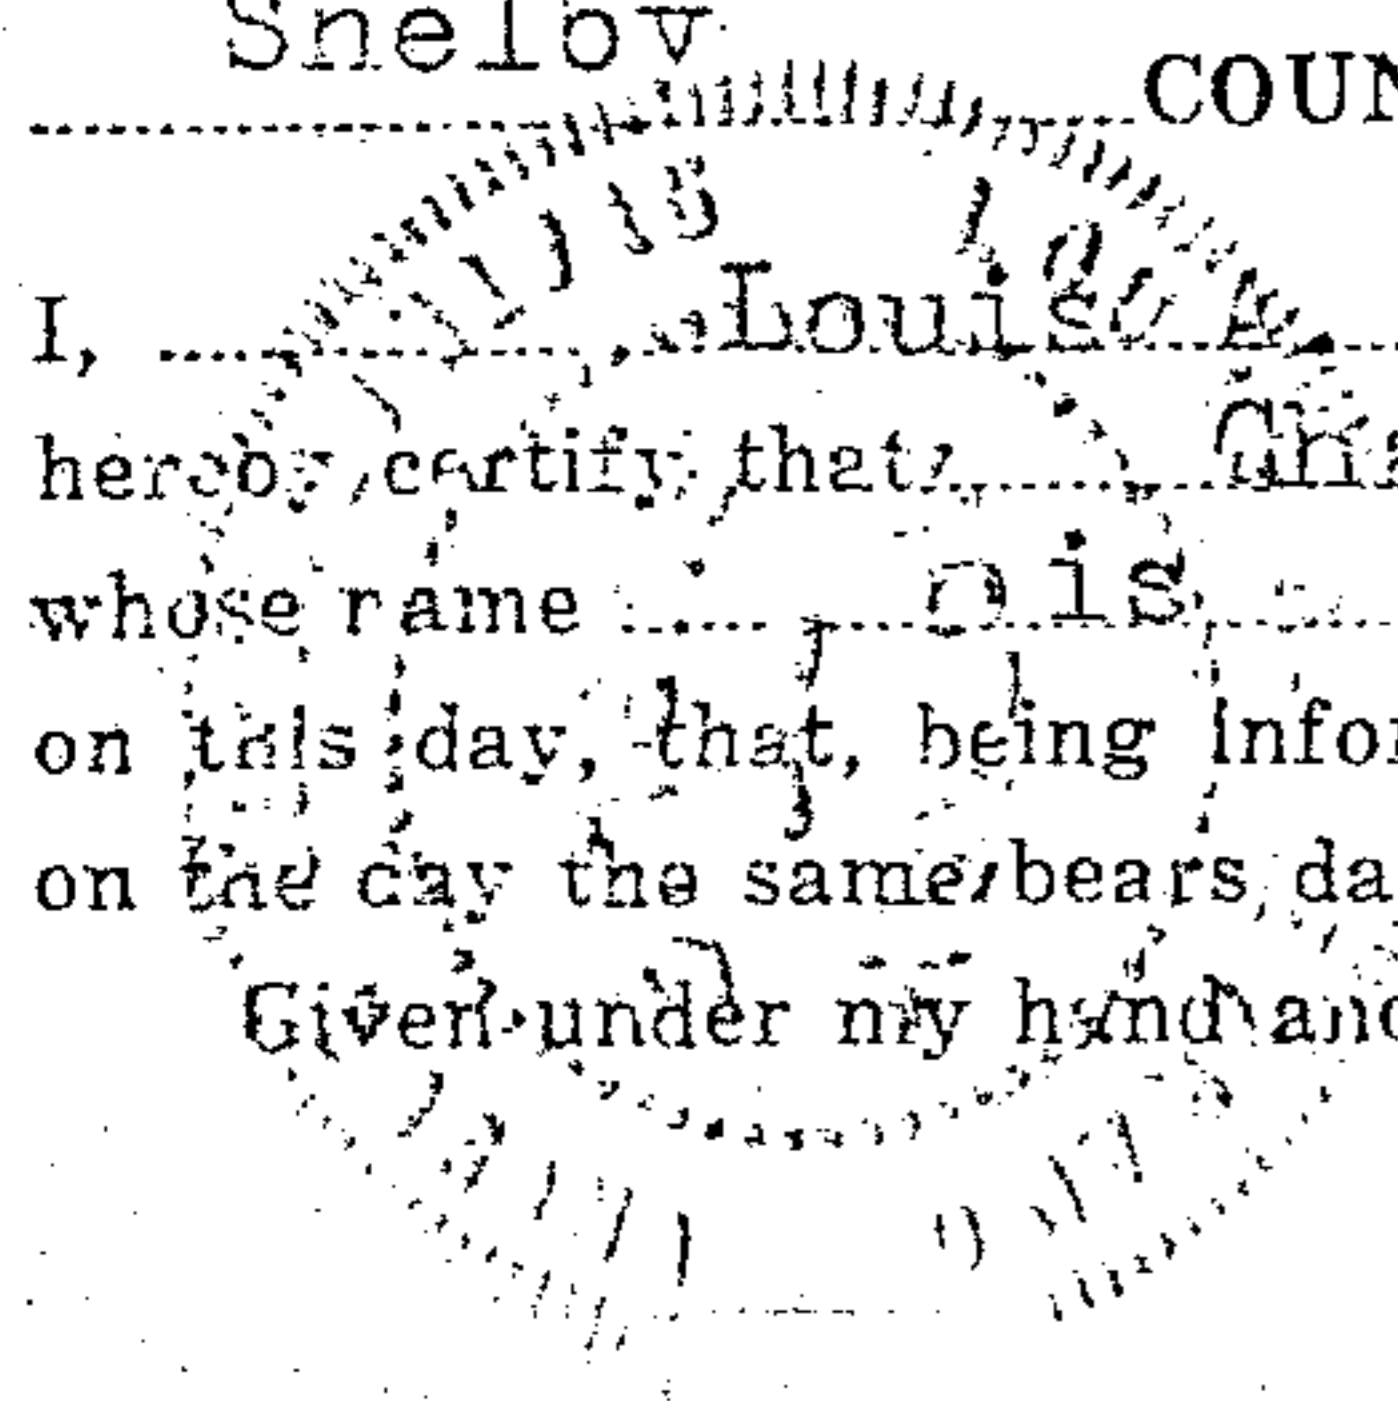 Shelby COUN
I, Louise
hereby certify that Cha
whose name is
on this day, that, being infor
on the day the same bears da
Given under my hand and